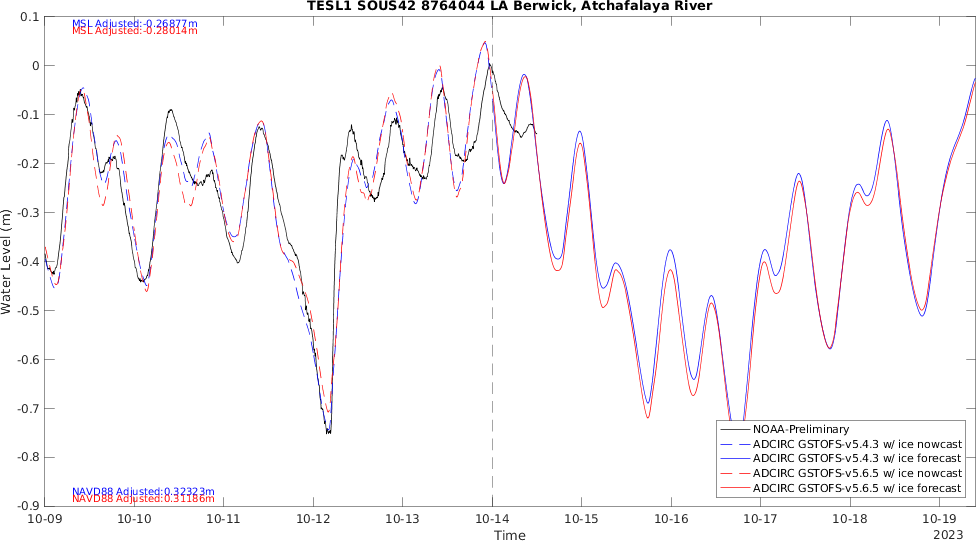 TESL1 SOUS42 8764044 LA Berwick, Atchafalaya River
MSL Adjusted:-0.26877m
MSL Adjusted:-0.28014m
0.1
0
-0.1
-0.2
-0.3
-0.4
-0.5
-0.6
-0.7
-0.8
-0.9
Water Level (m)
NOAA-Preliminary
ADCIRC GSTOFS-v5.4.3 w/ ice nowcast
ADCIRC GSTOFS-v5.4.3 w/ ice forecast
ADCIRC GSTOFS-v5.6.5 w/ ice nowcast
ADCIRC GSTOFS-v5.6.5 w/ ice forecast
NAVD88 Adjusted:0.32323m
NAVD88 Adjusted:0.31186m
10-09 10-10 10-11 10-12 10-13 10-14 10-15 10-16 10-17 10-18 10-19
Time
2023